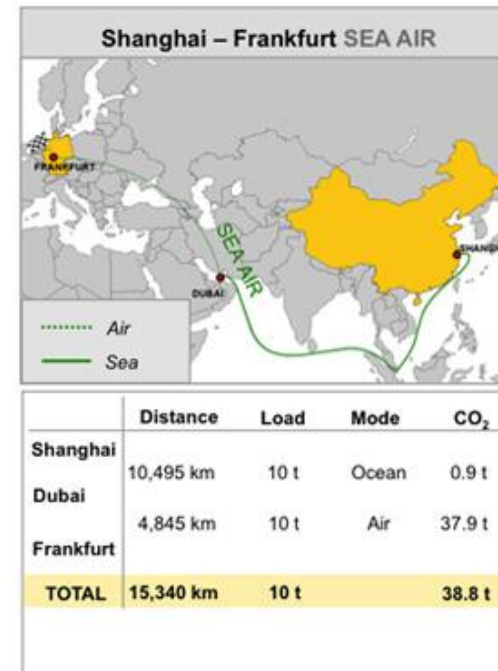 Shanghai – Frankfurt SEA AIR
FRANKFURT
SHANGH
SEA AIR
DUBAI
Air
Sea
Distance Load Mode CO₂
Shanghai
10,495 km 10 t Ocean 0.9 t
Dubai
4,845 km 10 t Air 37.9 t
Frankfurt
TOTAL 15,340 km 10 t 38.8 t